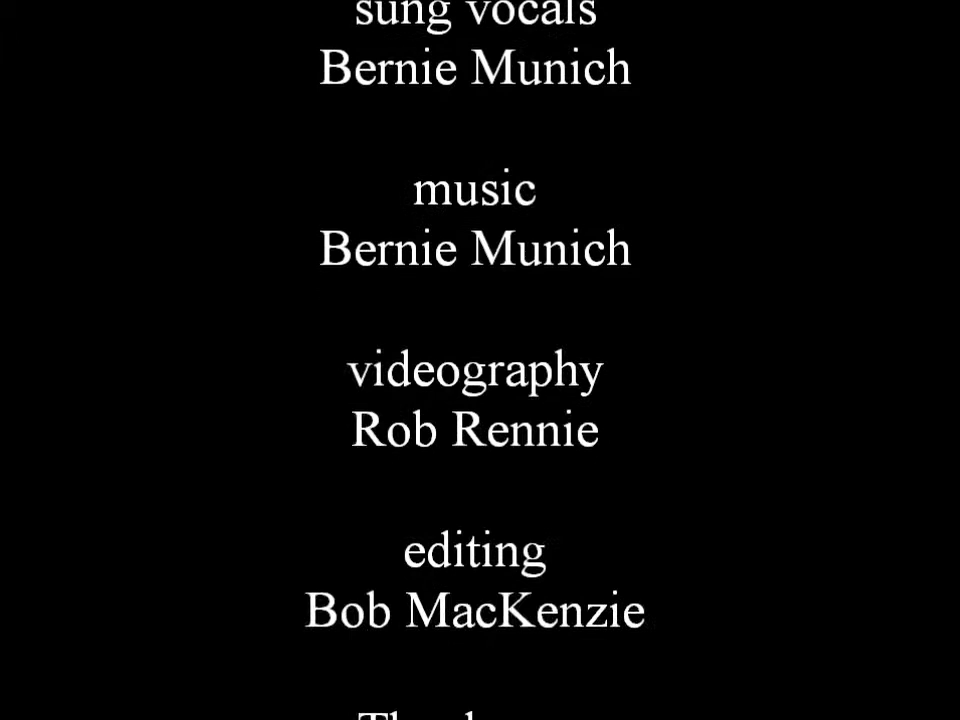 sung vocals
Bernie Munich
music
Bernie Munich
videography
Rob Rennie
editing
Bob MacKenzie